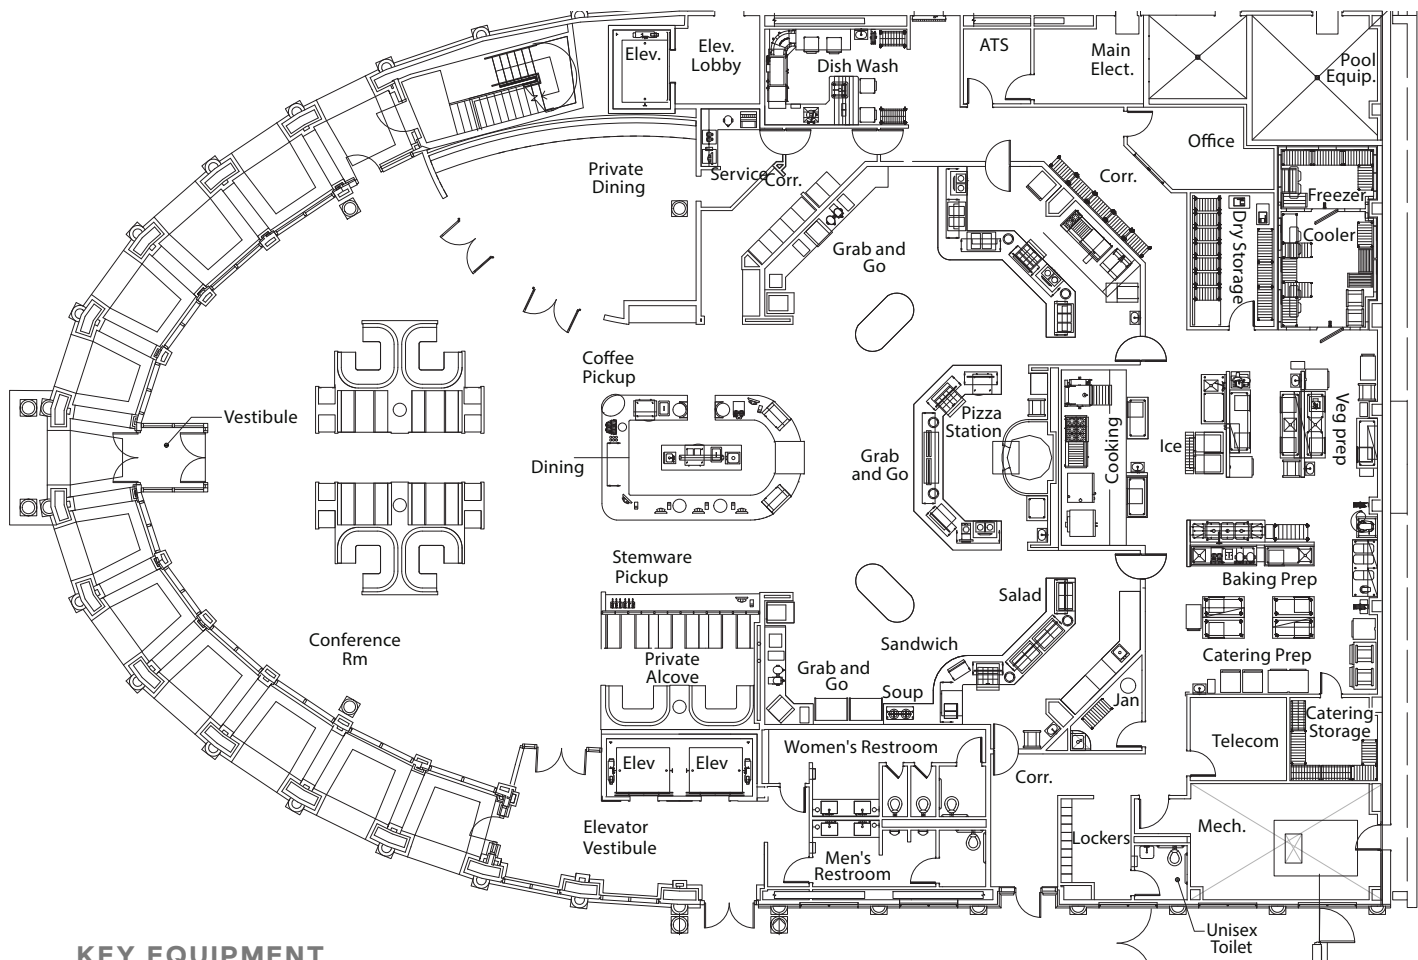 Elev.
Elev.
Lobby
Dish Wash
ATS
Main
Elect.
Pool
Equip.
Private
Dining
Service
Corr.
Corr.
Office
Freezer
Cooler
Dry Storage
Grab and
Go
Coffee
Pickup
Vestibule
Dining
Pizza
Station
Grab
and Go
Cooking
Ice
Veg prep
Stemware
Pickup
Baking Prep
Salad
Conference
Rm
Private
Alcove
Sandwich
Grab and
Go
Soup
Catering Prep
Jan
Catering
Storage
Telecom
Elev
Elev
Women's Restroom
Corr.
Elevator
Vestibule
Men's
Restroom
Lockers
Mech.
Unisex
Toilet
KEY EQUIPMENT